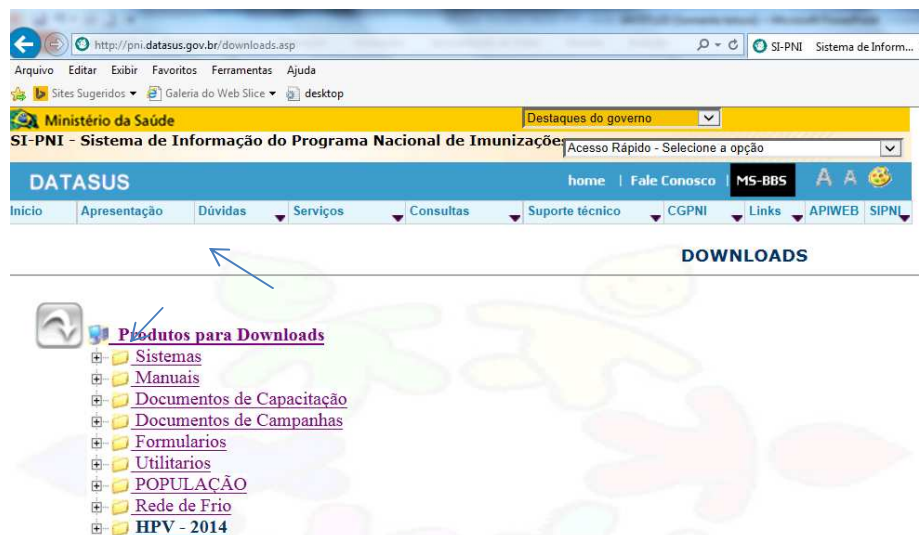 http://pni.datasus.gov.br/downloads.asp
SI-PNI Sistema de Inform...
Arquivo Editar Exibir Favoritos Ferramentas Ajuda
Sites Sugeridos Galeria do Web Slice desktop
Ministério da Saúde
Destaques do governo
SI-PNI - Sistema de Informação do Programa Nacional de Imunizaçõe
Acesso Rápido - Selecione a opção
DATASUS
home | Fale Conosco | MS-BBS A A
Início Apresentação Dúvidas Serviços Consultas Suporte técnico CGPNI Links APIWEB SIPNI
DOWNLOADS
Produtos para Downloads
Sistemas
Manuais
Documentos de Capacitação
Documentos de Campanhas
Formularios
Utilitarios
POPULAÇÃO
Rede de Frio
HPV - 2014